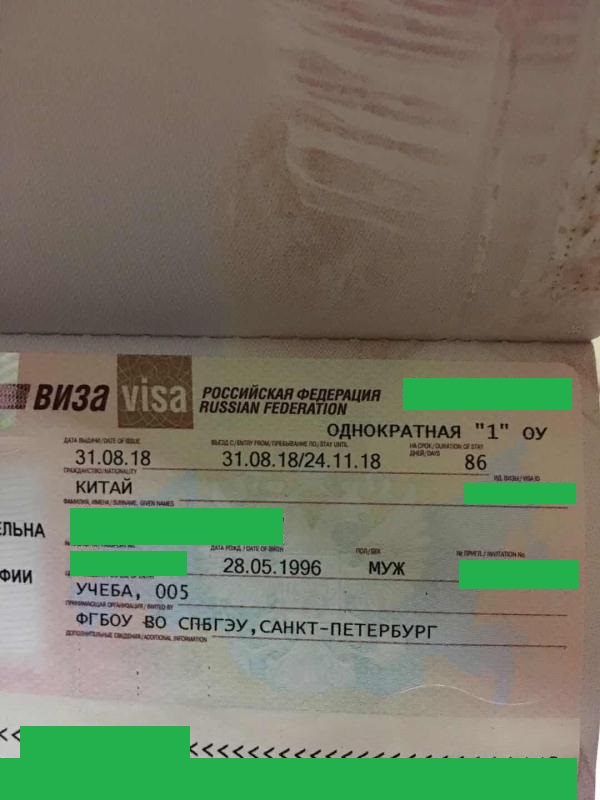 ВИЗА visa РОССИЙСКАЯ ФЕДЕРАЦИЯ
RUSSIAN FEDERATION
ОДНОКРАТНАЯ "1" ОУ
ДАТА ВЫДАЧИ/DATE OF ISSUE ВЪЕЗД С/ENTRY FROM/ПРЕБЫВАНИЕ ПО/STAY UNTIL НА СРОК/DURATION OF STAY
ДНЕЙ/DAYS
31.08.18 31.08.18/24.11.18 86
ГРАЖДАНСТВО/NATIONALITY ИД. ВИЗЫ/VISA ID
КИТАЙ
ФАМИЛИЯ, ИМЕНА/SURNAME, GIVEN NAMES
ЕЛЬНА
ДАТА РОЖД./DATE OF BIRTH ПОЛ/SEX № ПРИГЛ./INVITATION No.
ФИИ 28.05.1996 МУЖ
УЧЕБА, 005
ПРИНИМАЮЩАЯ ОРГАНИЗАЦИЯ/INVITED BY
ФГБОУ ВО СПБГЭУ,САНКТ-ПЕТЕРБУРГ
ДОПОЛНИТЕЛЬНЫЕ СВЕДЕНИЯ/ADDITIONAL INFORMATION
<< <<<<<<<<<<<<<<<<<<<<<<